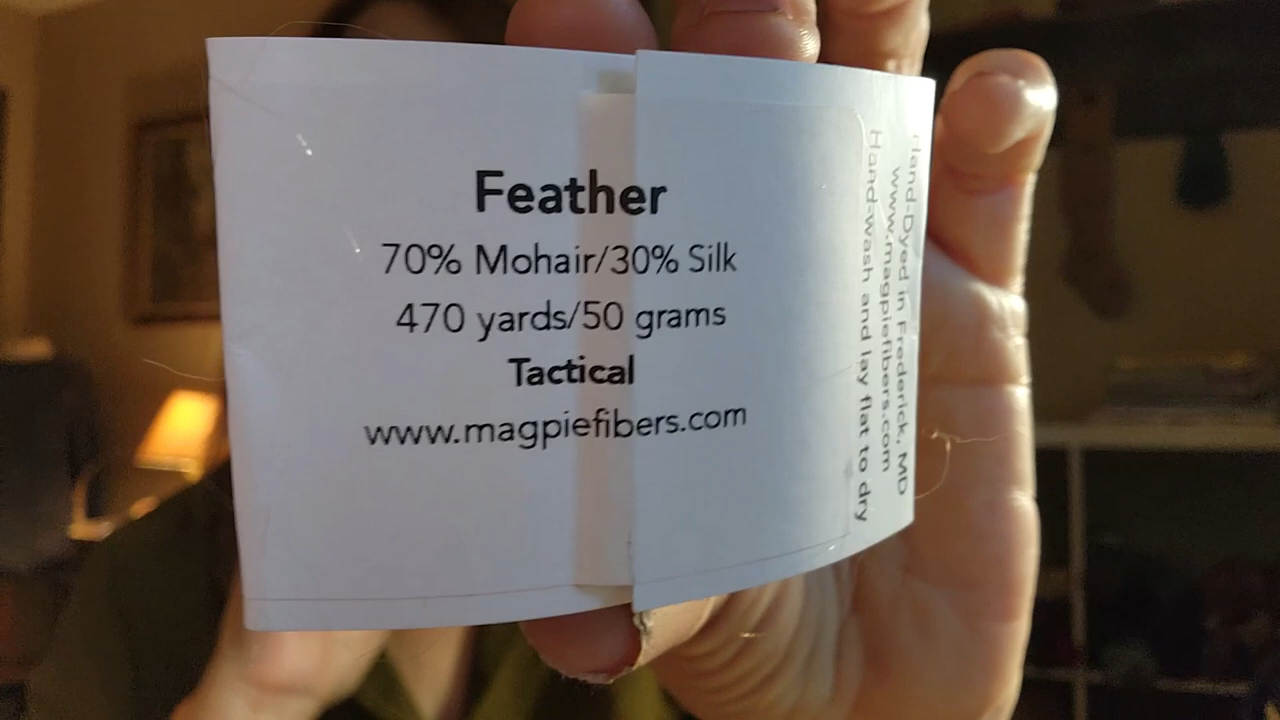 Feather
70% Mohair/30% Silk
470 yards/50 grams
Tactical
www.magpiefibers.com
Hand-Dyed in Frederick, MD
www.magpiefibers.com
Hand-wash and lay flat to dry